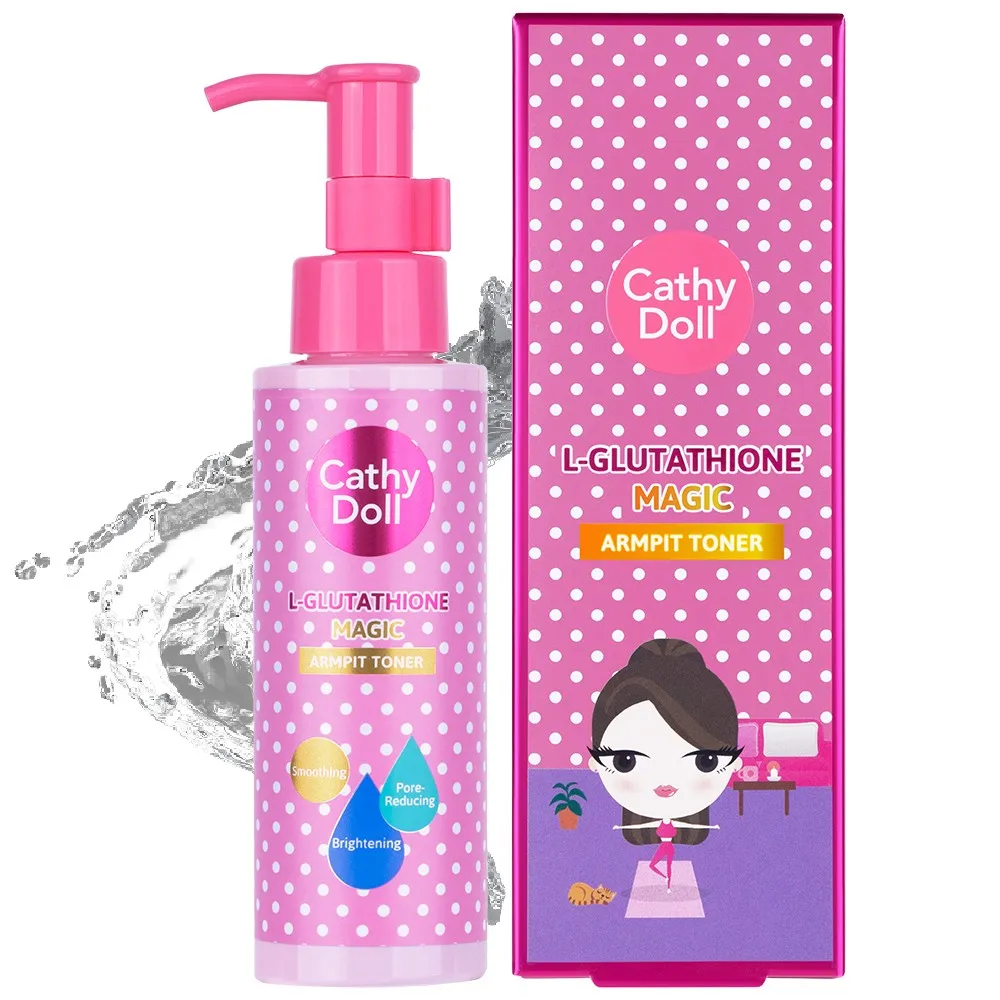 Cathy
Doll
L-GLUTATHIONE
MAGIC
ARMPIT TONER
Smoothing
Pore-
Reducing
Brightening
Cathy
Doll
L-GLUTATHIONE
MAGIC
ARMPIT TONER